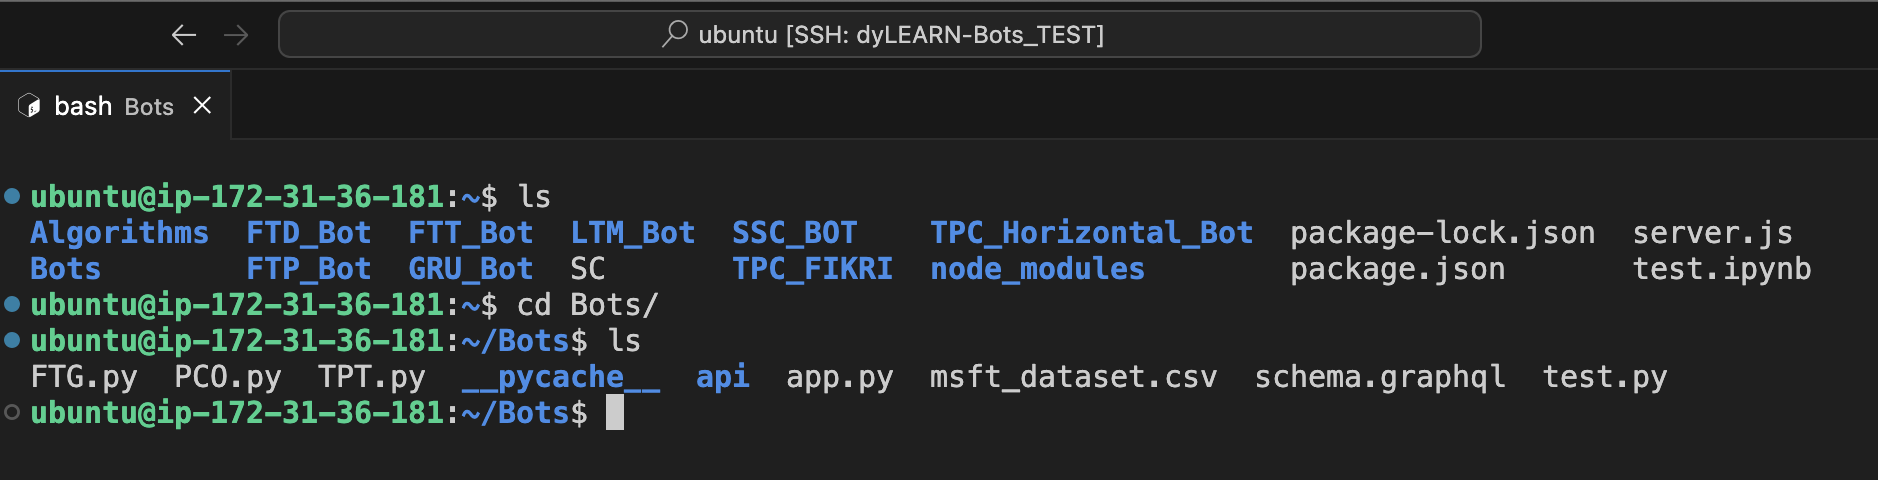 ubuntu [SSH: dyLEARN-Bots_TEST]
bash Bots
ubuntu@ip-172-31-36-181:~$ ls
Algorithms FTD_Bot FTT_Bot LTM_Bot SSC_BOT TPC_Horizontal_Bot package-lock.json server.js
Bots FTP_Bot GRU_Bot SC TPC_FIKRI node_modules package.json test.ipynb
ubuntu@ip-172-31-36-181:~$ cd Bots/
ubuntu@ip-172-31-36-181:~/Bots$ ls
FTG.py PCO.py TPT.py __pycache__ api app.py msft_dataset.csv schema.graphql test.py
ubuntu@ip-172-31-36-181:~/Bots$